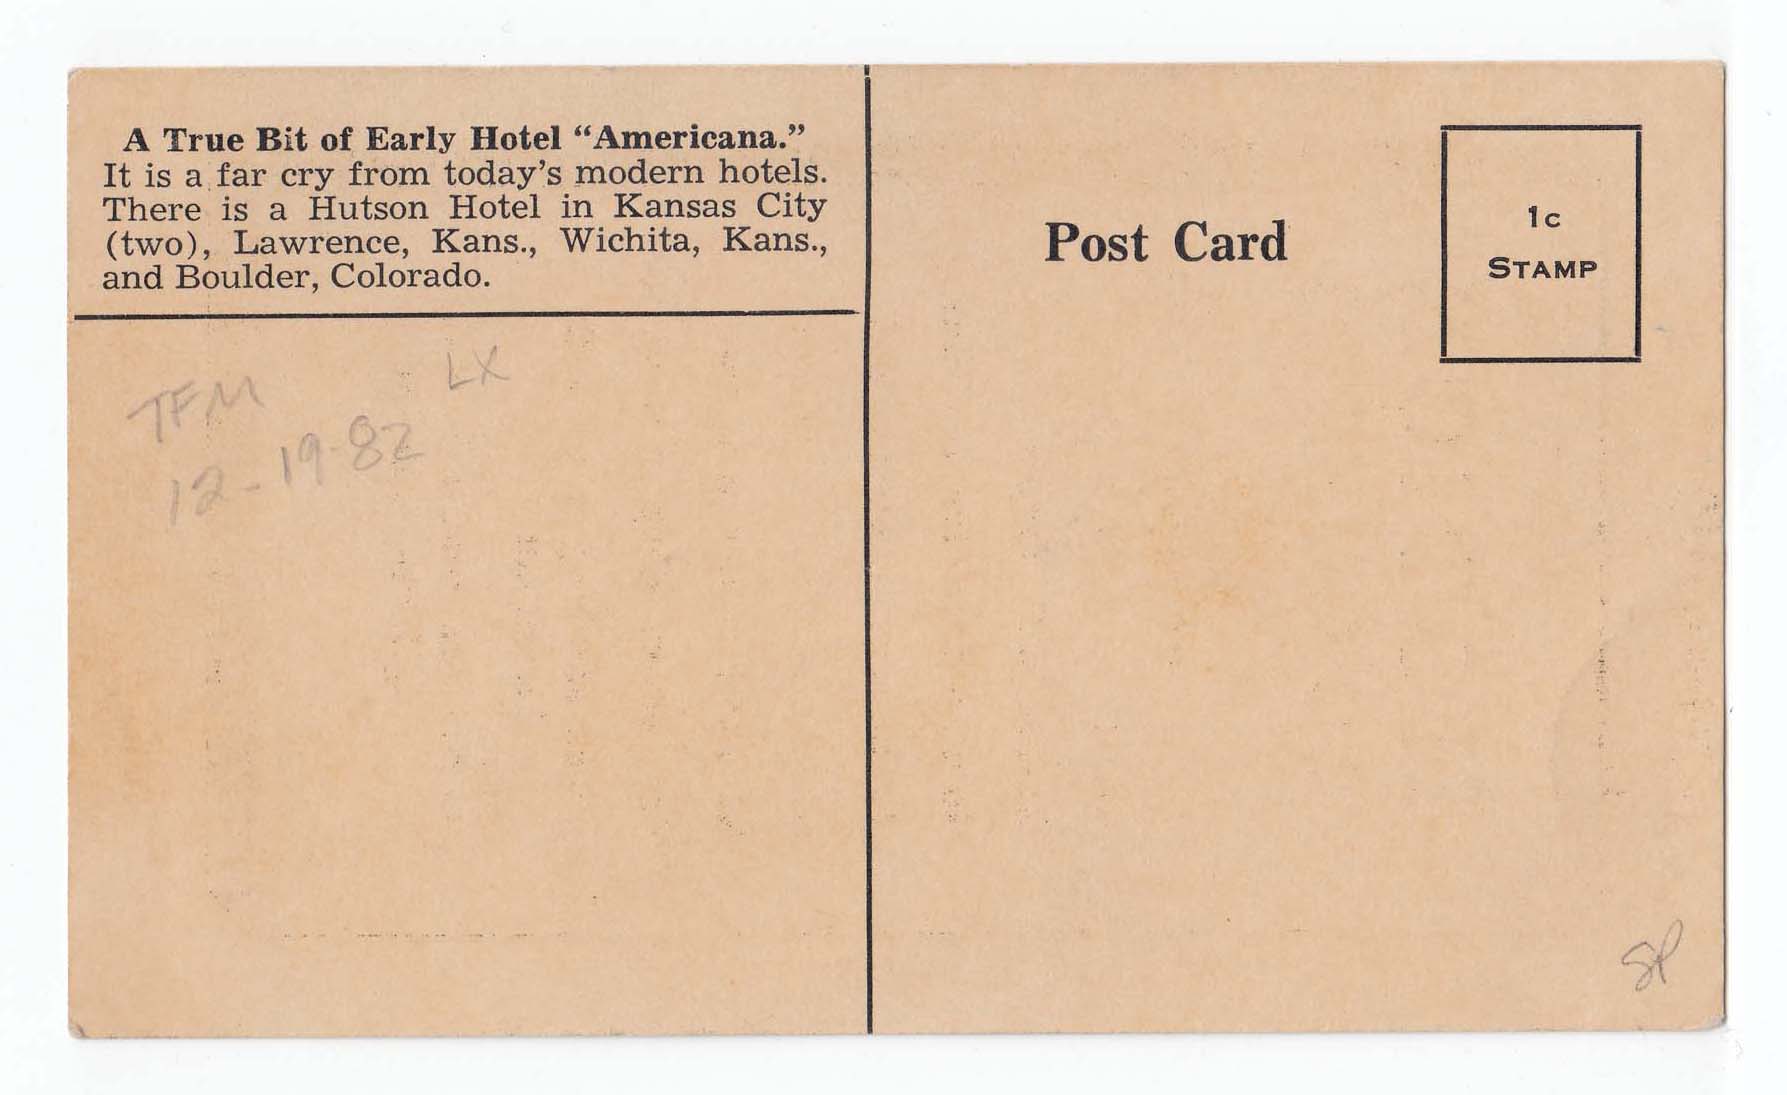 A True Bit of Early Hotel “Americana.”
It is a far cry from today's modern hotels.
There is a Hutson Hotel in Kansas City
(two), Lawrence, Kans., Wichita, Kans.,
and Boulder, Colorado.
TFM LX
12-19-82
Post Card
1c
STAMP
SP